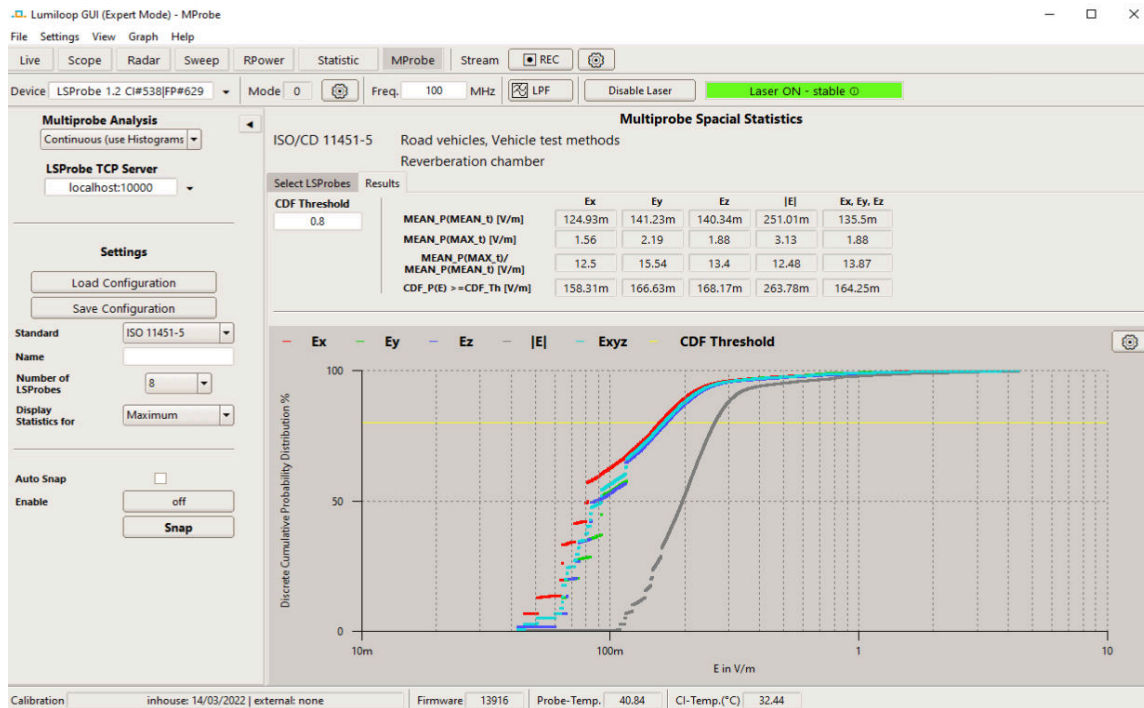 Lumiloop GUI (Expert Mode) - MProbe
File Settings View Graph Help
Live Scope Radar Sweep RPower Statistic MProbe Stream REC
Device LSProbe 1.2 CI#538|FP#629 Mode 0 Freq. 100 MHz LPF Disable Laser Laser ON - stable
Multiprobe Analysis
Continuous (use Histograms
LSProbe TCP Server
localhost:10000
Settings
Load Configuration
Save Configuration
Standard ISO 11451-5
Name
Number of
LSProbes 8
Display
Statistics for Maximum
Auto Snap
Enable off
Snap
Multiprobe Spacial Statistics
ISO/CD 11451-5 Road vehicles, Vehicle test methods
Reverberation chamber
Select LSProbes Results
CDF Threshold
0.8
Ex Ey Ez |E| Ex, Ey, Ez
MEAN_P(MEAN_t) [V/m] 124.93m 141.23m 140.34m 251.01m 135.5m
MEAN_P(MAX_t) [V/m] 1.56 2.19 1.88 3.13 1.88
MEAN_P(MAX_t)/
MEAN_P(MEAN_t) [V/m] 12.5 15.54 13.4 12.48 13.87
CDF_P(E) >=CDF_Th [V/m] 158.31m 166.63m 168.17m 263.78m 164.25m
Ex Ey Ez |E| Exyz CDF Threshold
Discrete Cumulative Probability Distribution %
100
50
0
10m 100m 1 10
E in V/m
Calibration inhouse: 14/03/2022 | external: none Firmware 13916 Probe-Temp. 40.84 CI-Temp.(°C) 32.44